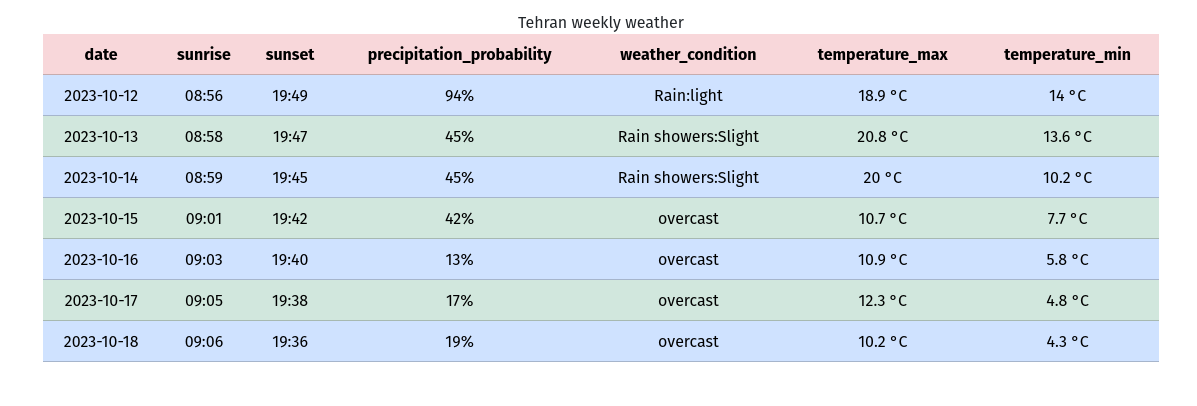 Tehran weekly weather
date sunrise sunset precipitation_probability weather_condition temperature_max temperature_min
2023-10-12 08:56 19:49 94% Rain:light 18.9 °C 14 °C
2023-10-13 08:58 19:47 45% Rain showers:Slight 20.8 °C 13.6 °C
2023-10-14 08:59 19:45 45% Rain showers:Slight 20 °C 10.2 °C
2023-10-15 09:01 19:42 42% overcast 10.7 °C 7.7 °C
2023-10-16 09:03 19:40 13% overcast 10.9 °C 5.8 °C
2023-10-17 09:05 19:38 17% overcast 12.3 °C 4.8 °C
2023-10-18 09:06 19:36 19% overcast 10.2 °C 4.3 °C